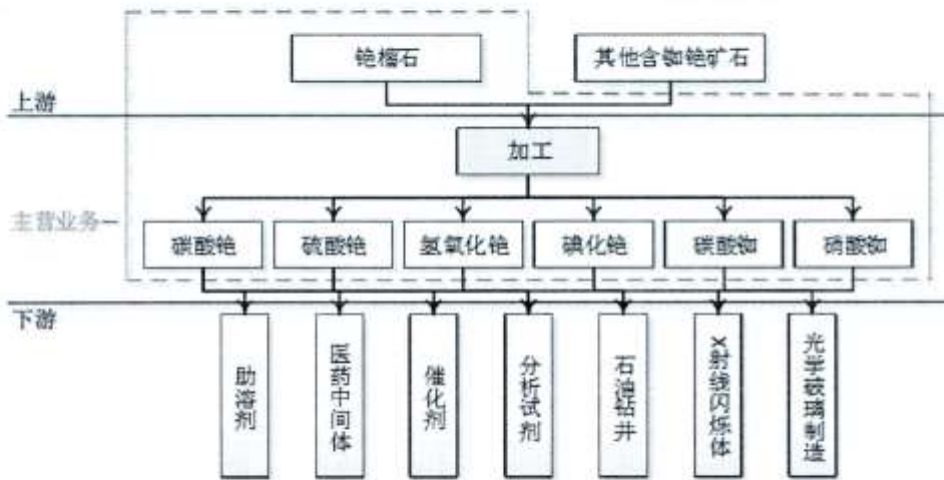 铯榴石
其他含铷铯矿石
上游
加工
主营业务
碳酸铯
硫酸铯
氢氧化铯
碘化铯
碳酸铷
硝酸铷
下游
助溶剂
医药中间体
催化剂
分析试剂
石油钻井
X射线闪烁体
光学玻璃制造